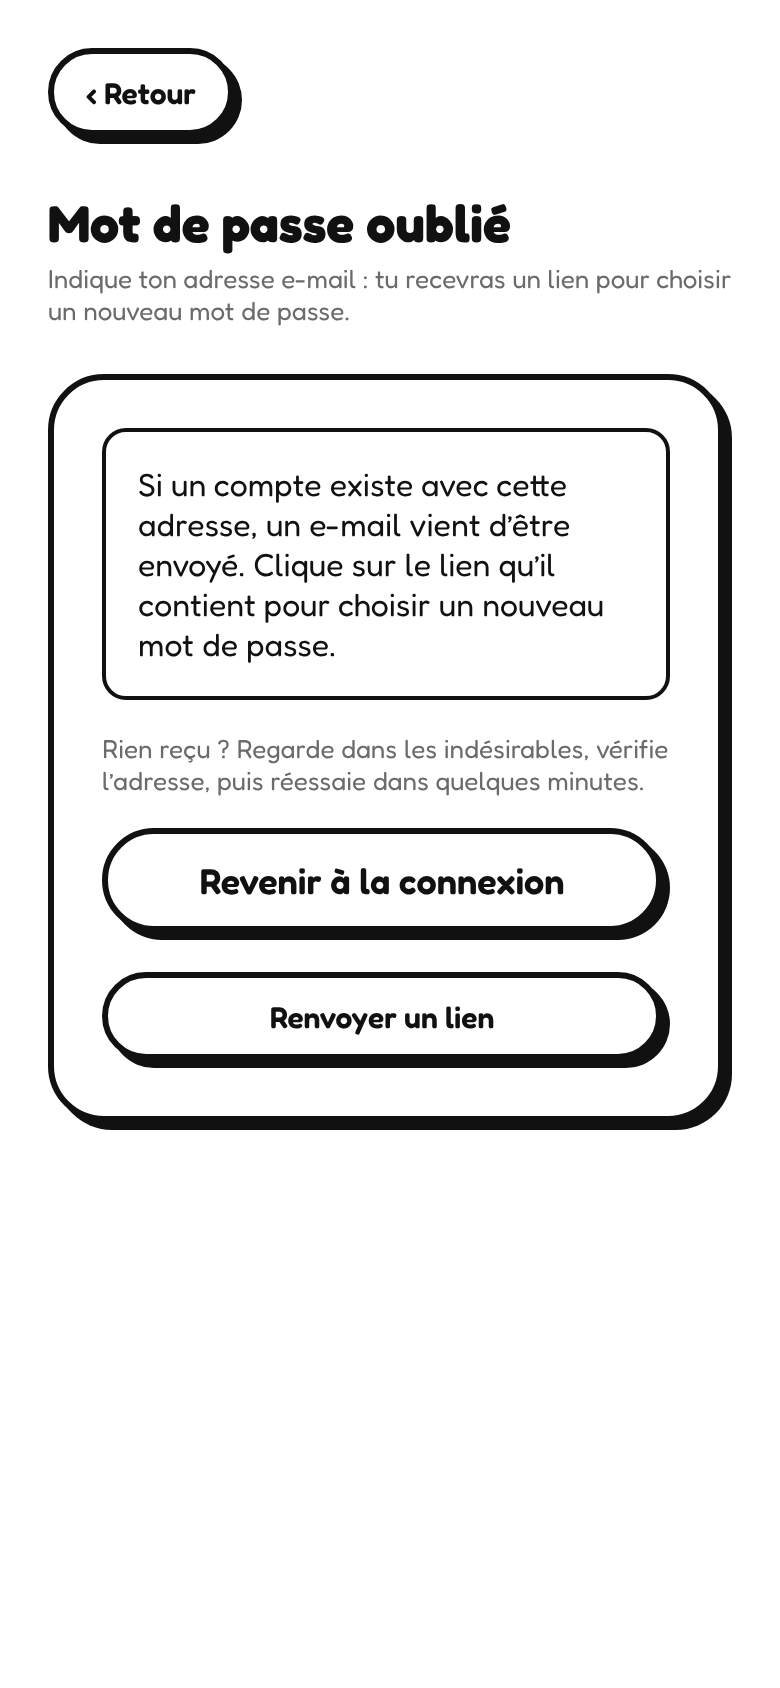 ‹ Retour
Mot de passe oublié
Indique ton adresse e-mail : tu recevras un lien pour choisir
un nouveau mot de passe.
Si un compte existe avec cette
adresse, un e-mail vient d’être
envoyé. Clique sur le lien qu’il
contient pour choisir un nouveau
mot de passe.
Rien reçu ? Regarde dans les indésirables, vérifie
l’adresse, puis réessaie dans quelques minutes.
Revenir à la connexion
Renvoyer un lien